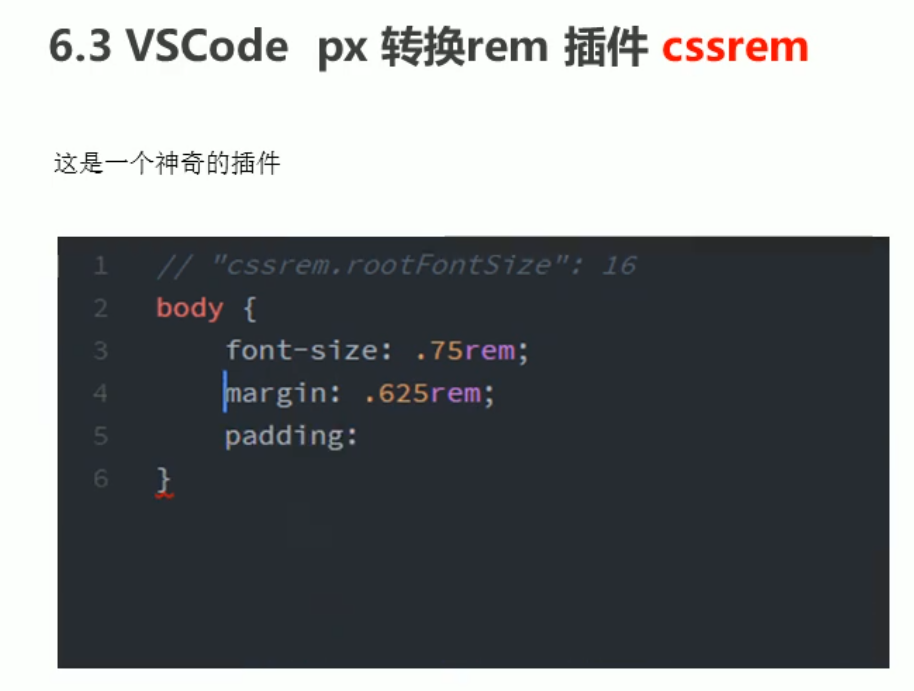 6.3 VSCode px 转换rem 插件 cssrem
这是一个神奇的插件
1 // "cssrem.rootFontSize": 16
2 body {
3 font-size: .75rem;
4 margin: .625rem;
5 padding:
6 }